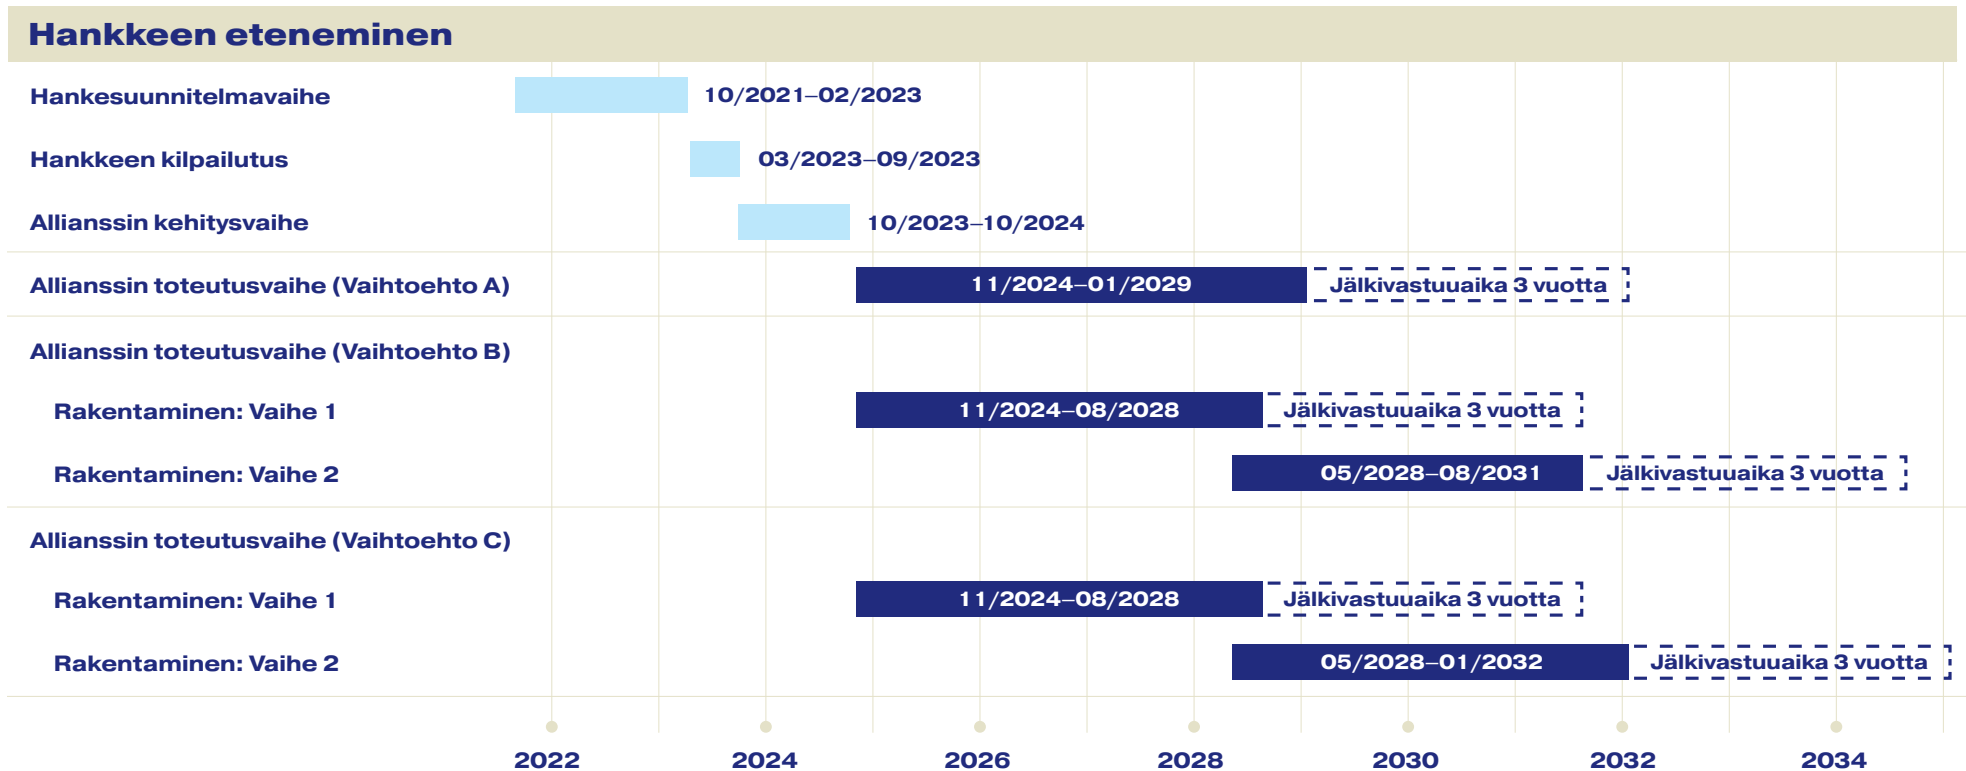 Hankkeen eteneminen
Hankesuunnitelmavaihe 10/2021–02/2023
Hankkeen kilpailutus 03/2023–09/2023
Allianssin kehitysvaihe 10/2023–10/2024
Allianssin toteutusvaihe (Vaihtoehto A) 11/2024–01/2029 Jälkivastuuaika 3 vuotta
Allianssin toteutusvaihe (Vaihtoehto B)
Rakentaminen: Vaihe 1 11/2024–08/2028 Jälkivastuuaika 3 vuotta
Rakentaminen: Vaihe 2 05/2028–08/2031 Jälkivastuuaika 3 vuotta
Allianssin toteutusvaihe (Vaihtoehto C)
Rakentaminen: Vaihe 1 11/2024–08/2028 Jälkivastuuaika 3 vuotta
Rakentaminen: Vaihe 2 05/2028–01/2032 Jälkivastuuaika 3 vuotta
2022 2024 2026 2028 2030 2032 2034